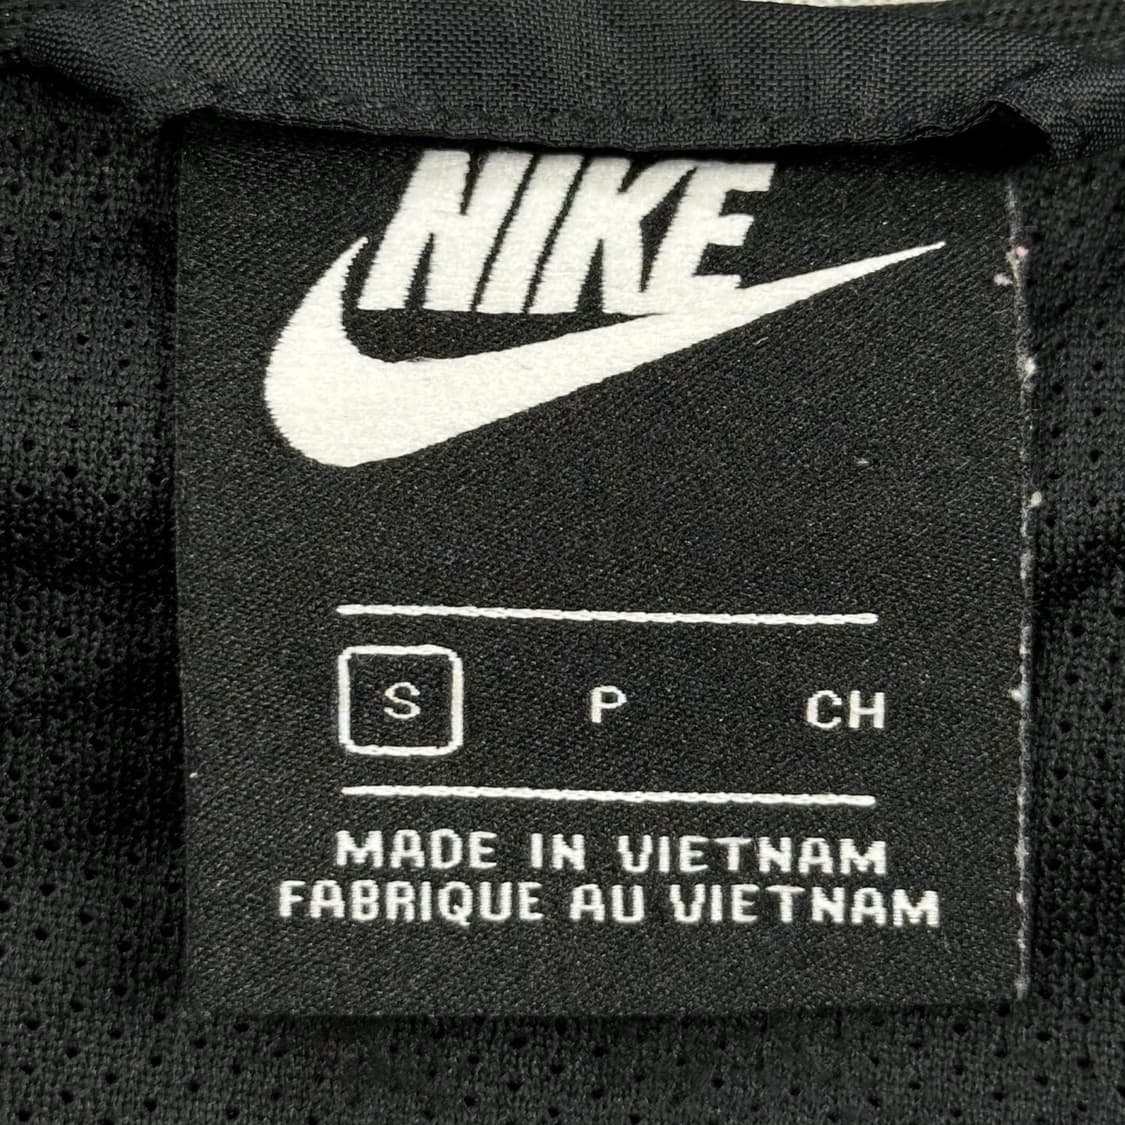 NIKE
S P CH
MADE IN VIETNAM
FABRIQUE AU VIETNAM